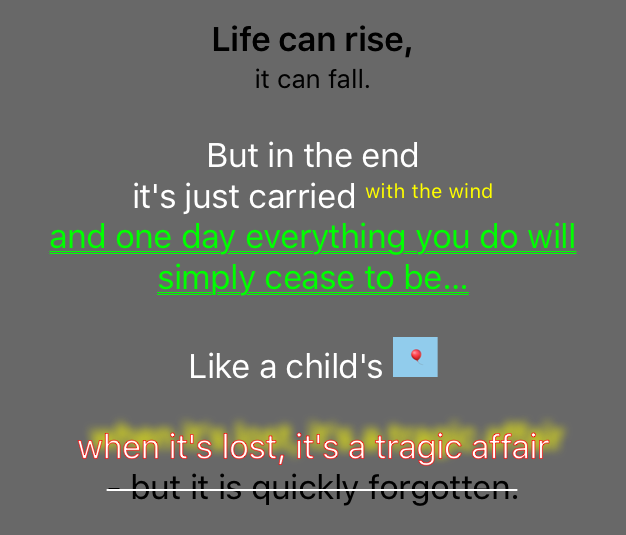 Life can rise,
it can fall.
But in the end
it's just carried with the wind
and one day everything you do will
simply cease to be...
Like a child's
when it's lost, it's a tragic affair
- but it is quickly forgotten.